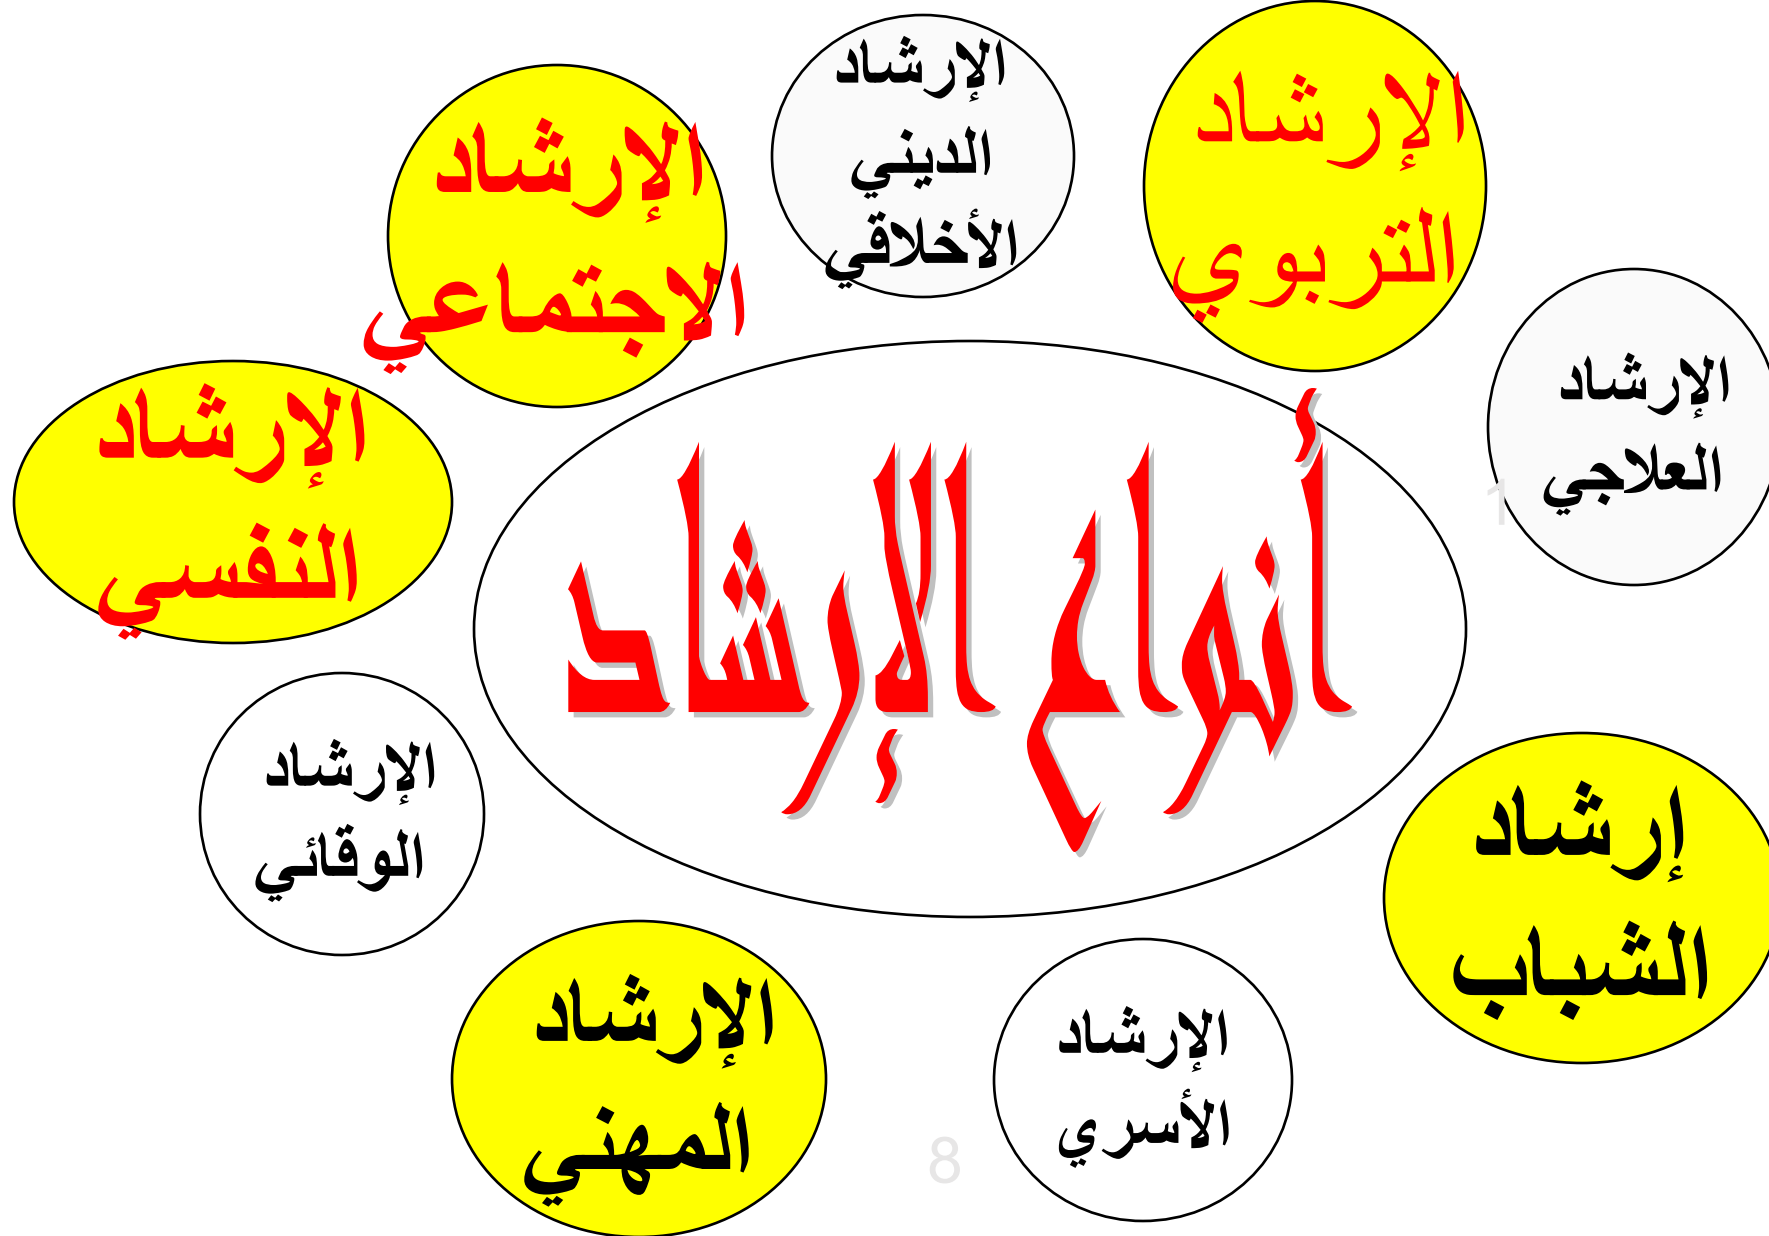 أنواع الإرشاد
الإرشاد
التربوي
الإرشاد
الديني
الأخلاقي
الإرشاد
الاجتماعي
الإرشاد
العلاجي
1
الإرشاد
النفسي
الإرشاد
الوقائي
إرشاد
الشباب
الإرشاد
المهني
الإرشاد
الأسري
8